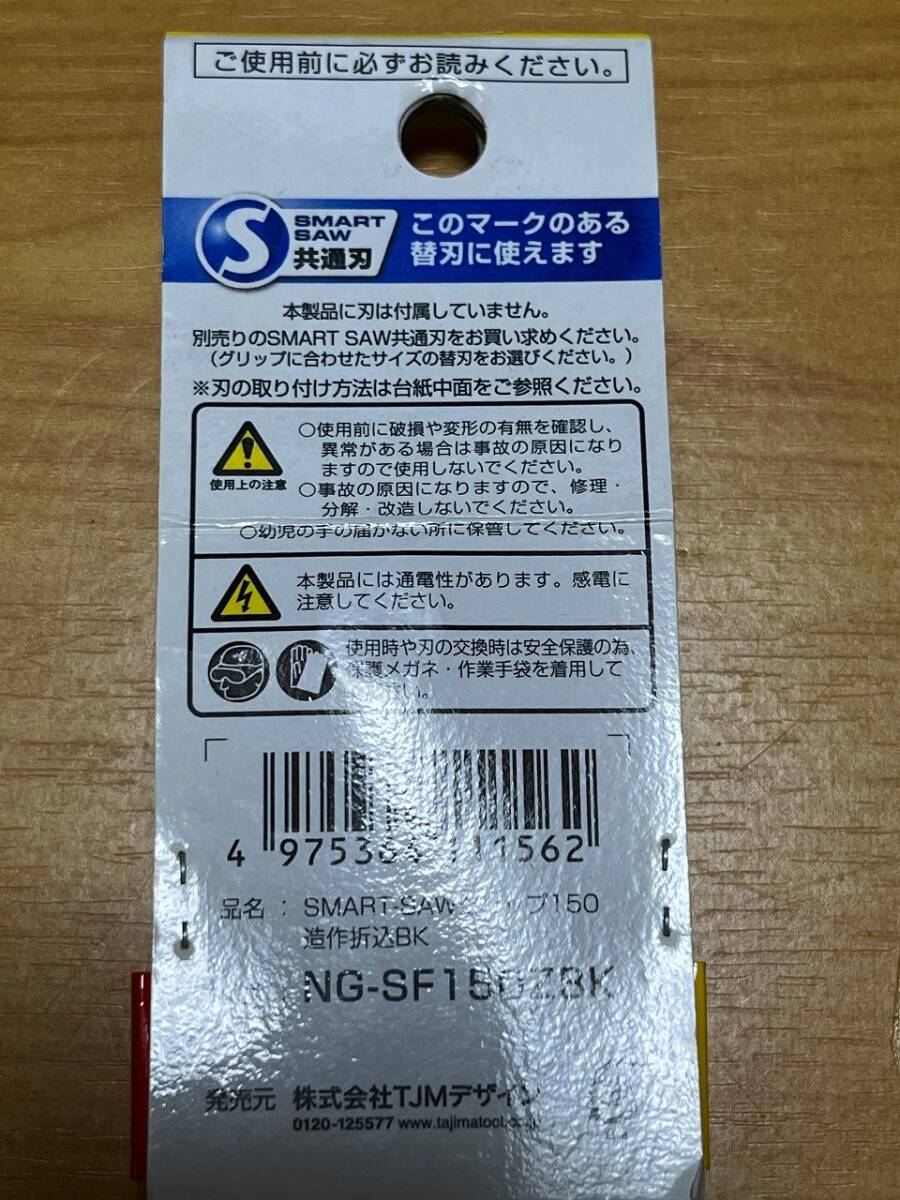 ご使用前に必ずお読みください。
S SMART
SAW
共通刃
このマークのある
替刃に使えます
本製品に刃は付属していません。
別売りのSMART SAW共通刃をお買い求めください。
（グリップに合わせたサイズの替刃をお選びください。）
※刃の取り付け方法は台紙中面をご参照ください。
使用上の注意
○使用前に破損や変形の有無を確認し、
異常がある場合は事故の原因になり
ますので使用しないでください。
○事故の原因になりますので、修理・
分解・改造しないでください。
○幼児の手の届かない所に保管してください。
本製品には通電性があります。感電に
注意してください。
使用時や刃の交換時は安全保護の為、
保護メガネ・作業手袋を着用して
さい。
4 975364 111562
品名： SMART-SAW プ150
造作折込BK
NG-SF150ZBK
発売元 株式会社TJMデザイン
0120-125577 www.tajimatool.co.jp